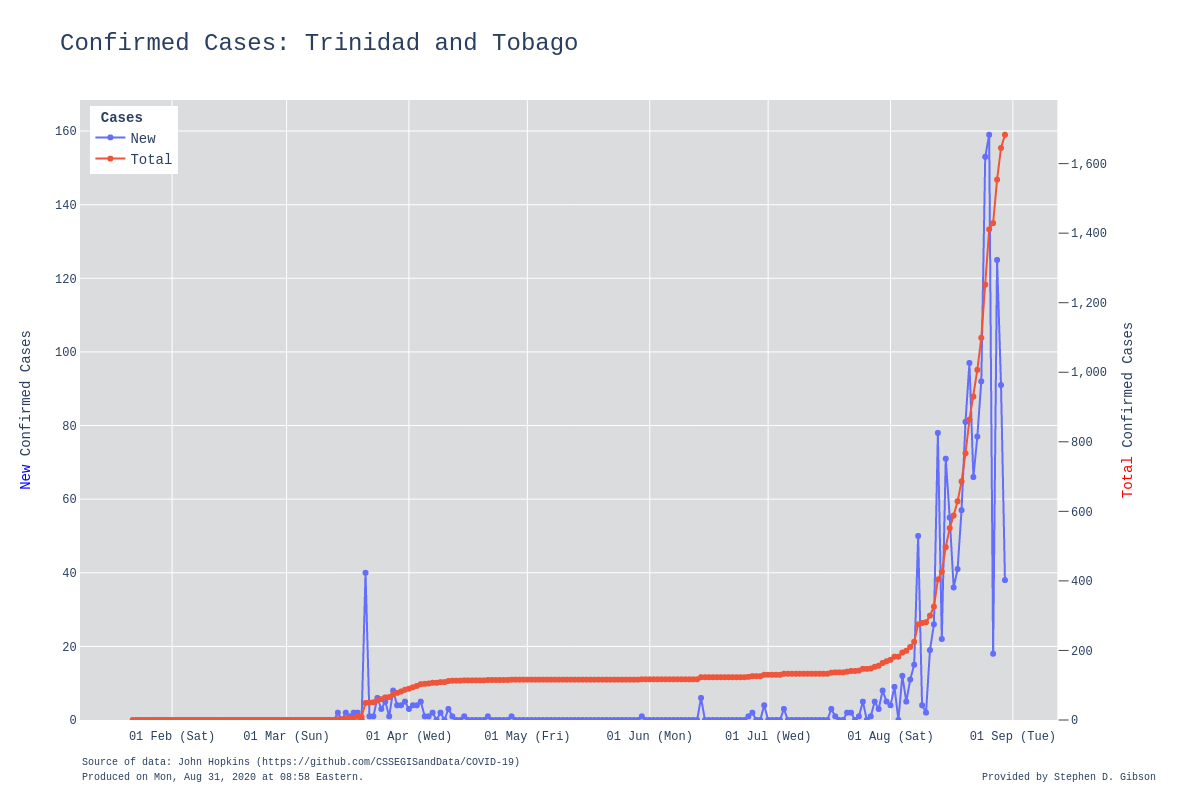 Confirmed Cases: Trinidad and Tobago
Cases
New
Total
160
140
120
100
80
60
40
20
0
1,600
1,400
1,200
1,000
800
600
400
200
0
New Confirmed Cases
Total Confirmed Cases
01 Feb (Sat) 01 Mar (Sun) 01 Apr (Wed) 01 May (Fri) 01 Jun (Mon) 01 Jul (Wed) 01 Aug (Sat) 01 Sep (Tue)
Source of data: John Hopkins (https://github.com/CSSEGISandData/COVID-19)
Produced on Mon, Aug 31, 2020 at 08:58 Eastern.
Provided by Stephen D. Gibson